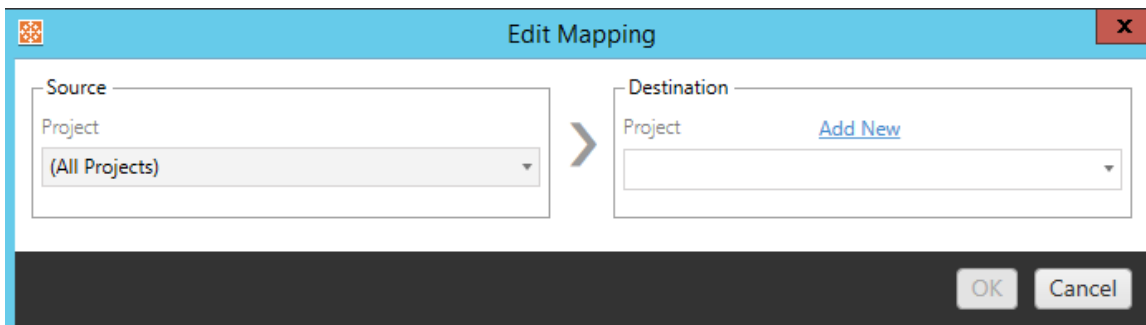 Edit Mapping
x
Source
Project
(All Projects)
Destination
Project Add New
OK Cancel